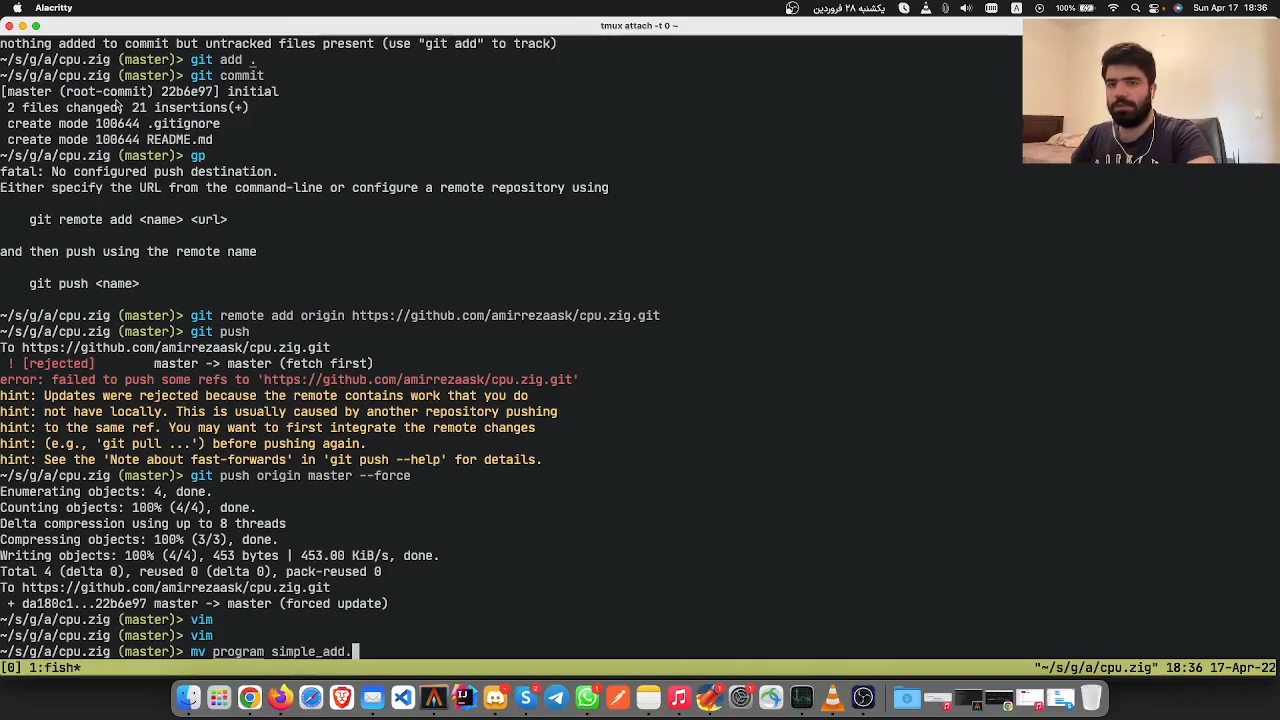 Alacritty
یکشنبه ۲۸ فروردین
A
100%
Sun Apr 17 18:36
tmux attach -t 0 ~
nothing added to commit but untracked files present (use "git add" to track)
~/s/g/a/cpu.zig (master)> git add .
~/s/g/a/cpu.zig (master)> git commit
[master (root-commit) 22b6e97] initial
2 files changed, 21 insertions(+)
create mode 100644 .gitignore
create mode 100644 README.md
~/s/g/a/cpu.zig (master)> gp
fatal: No configured push destination.
Either specify the URL from the command-line or configure a remote repository using
git remote add <name> <url>
and then push using the remote name
git push <name>
~/s/g/a/cpu.zig (master)> git remote add origin https://github.com/amirrezaask/cpu.zig.git
~/s/g/a/cpu.zig (master)> git push
To https://github.com/amirrezaask/cpu.zig.git
! [rejected] master -> master (fetch first)
error: failed to push some refs to 'https://github.com/amirrezaask/cpu.zig.git'
hint: Updates were rejected because the remote contains work that you do
hint: not have locally. This is usually caused by another repository pushing
hint: to the same ref. You may want to first integrate the remote changes
hint: (e.g., 'git pull ...') before pushing again.
hint: See the 'Note about fast-forwards' in 'git push --help' for details.
~/s/g/a/cpu.zig (master)> git push origin master --force
Enumerating objects: 4, done.
Counting objects: 100% (4/4), done.
Delta compression using up to 8 threads
Compressing objects: 100% (3/3), done.
Writing objects: 100% (4/4), 453 bytes | 453.00 KiB/s, done.
Total 4 (delta 0), reused 0 (delta 0), pack-reused 0
To https://github.com/amirrezaask/cpu.zig.git
+ da180c1...22b6e97 master -> master (forced update)
~/s/g/a/cpu.zig (master)> vim
~/s/g/a/cpu.zig (master)> vim
~/s/g/a/cpu.zig (master)> mv program simple_add.
[0] 1:fish*
"~/s/g/a/cpu.zig" 18:36 17-Apr-22